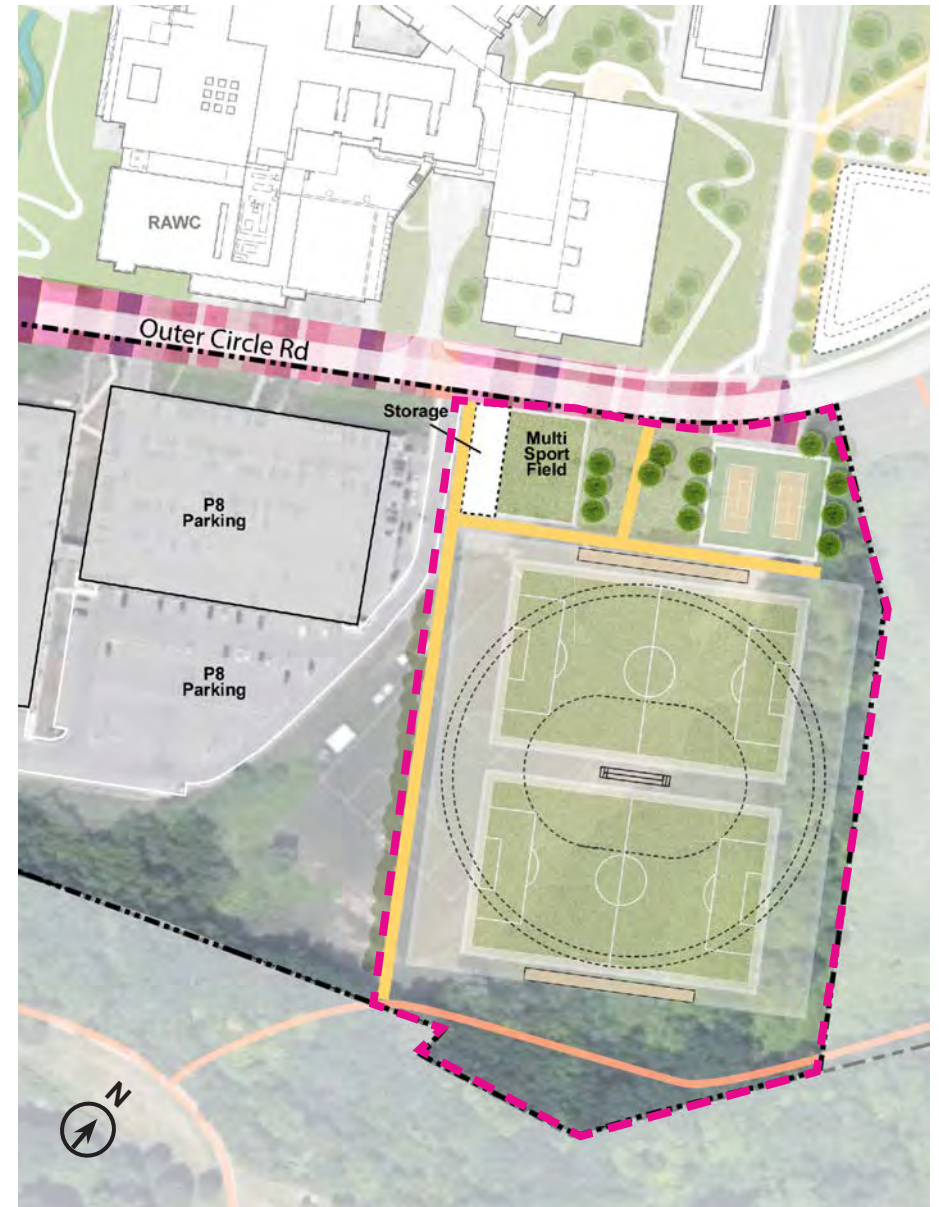 RAWC
Outer Circle Rd
Storage
Multi
Sport
Field
P8
Parking
P8
Parking
N